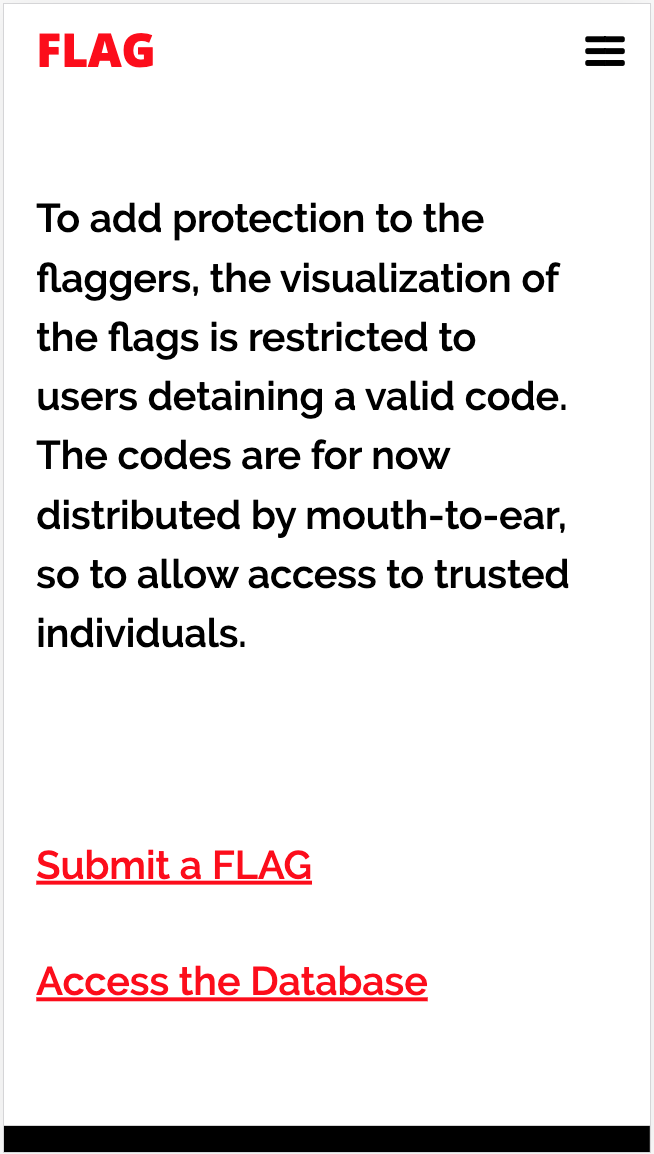 FLAG
To add protection to the
flaggers, the visualization of
the flags is restricted to
users detaining a valid code.
The codes are for now
distributed by mouth-to-ear,
so to allow access to trusted
individuals.
Submit a FLAG
Access the Database